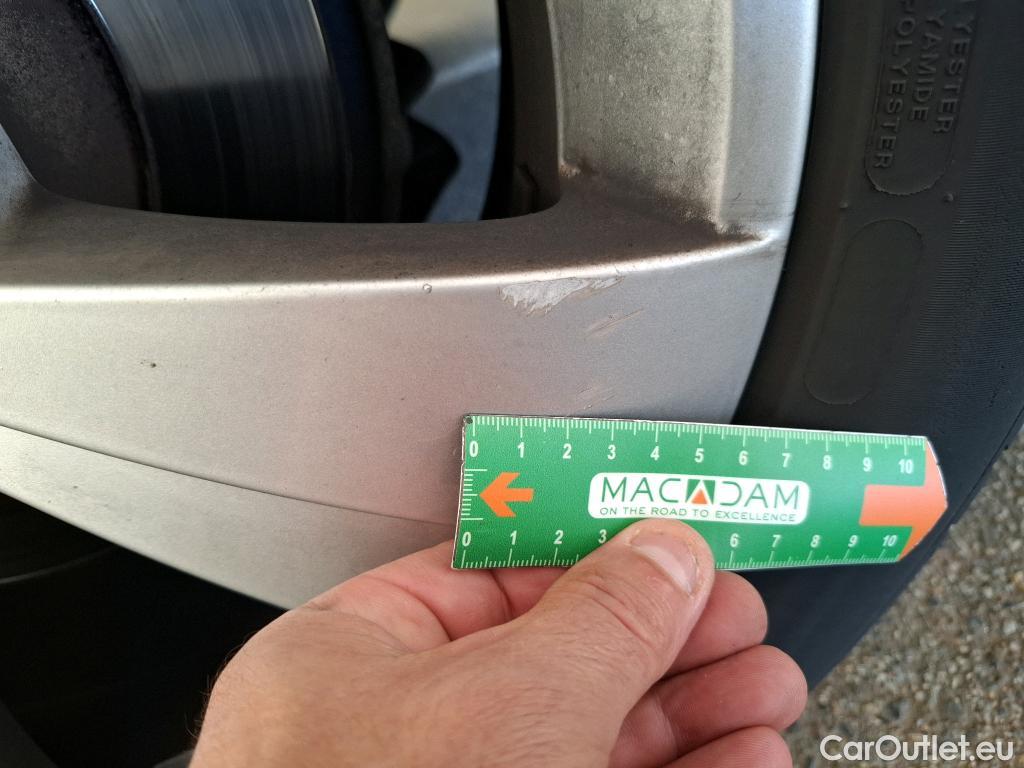 YESTER
YAMIDE
POLYESTER
0 1 2 3 4 5 6 7 8 9 10
MACADAM
ON THE ROAD TO EXCELLENCE
0 1 2 3 6 7 8 9 10
CarOutlet.eu